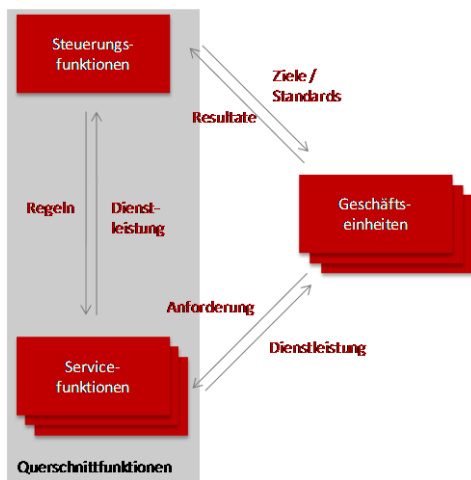 Steuerungs-
funktionen
Ziele /
Standards
Resultate
Regeln
Dienst-
leistung
Geschäfts-
einheiten
Anforderung
Dienstleistung
Service-
funktionen
Querschnittfunktionen